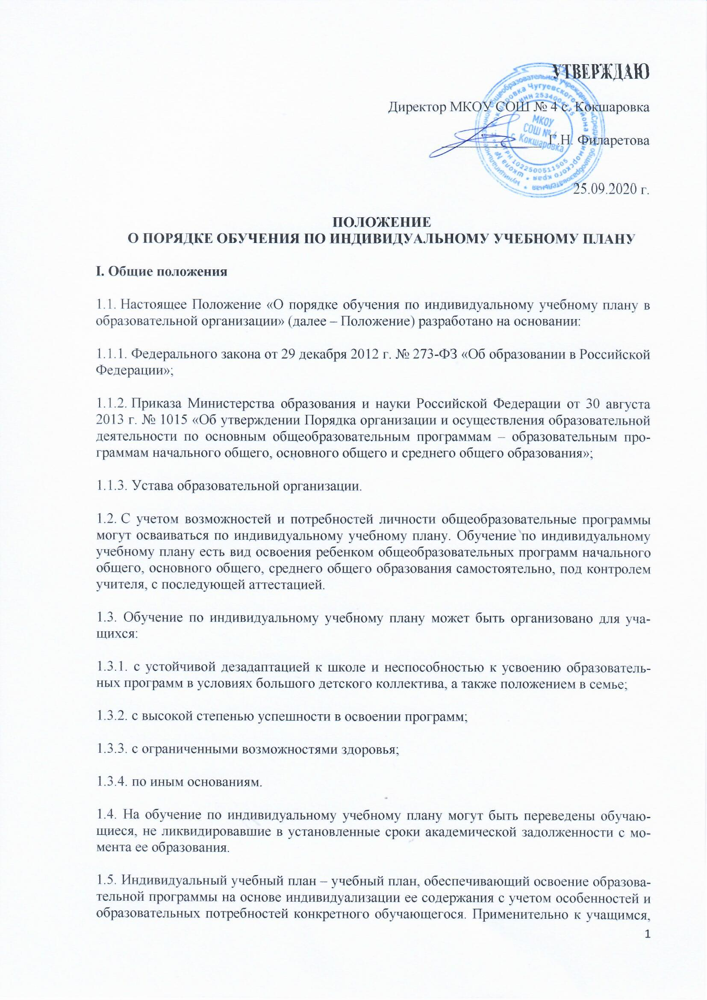 УТВЕРЖДАЮ
Директор МКОУ СОШ № 4 с. Кокшаровка
Г.Н. Филаретова
25.09.2020 г.
МКОУ
СОШ № 4
с. Кокшаровка
ОГРН 1022500511505
ПОЛОЖЕНИЕ
О ПОРЯДКЕ ОБУЧЕНИЯ ПО ИНДИВИДУАЛЬНОМУ УЧЕБНОМУ ПЛАНУ
I. Общие положения
1.1. Настоящее Положение «О порядке обучения по индивидуальному учебному плану в
образовательной организации» (далее – Положение) разработано на основании:
1.1.1. Федерального закона от 29 декабря 2012 г. № 273-ФЗ «Об образовании в Российской
Федерации»;
1.1.2. Приказа Министерства образования и науки Российской Федерации от 30 августа
2013 г. № 1015 «Об утверждении Порядка организации и осуществления образовательной
деятельности по основным общеобразовательным программам – образовательным про-
граммам начального общего, основного общего и среднего общего образования»;
1.1.3. Устава образовательной организации.
1.2. С учетом возможностей и потребностей личности общеобразовательные программы
могут осваиваться по индивидуальному учебному плану. Обучение по индивидуальному
учебному плану есть вид освоения ребенком общеобразовательных программ начального
общего, основного общего, среднего общего образования самостоятельно, под контролем
учителя, с последующей аттестацией.
1.3. Обучение по индивидуальному учебному плану может быть организовано для уча-
щихся:
1.3.1. с устойчивой дезадаптацией к школе и неспособностью к усвоению образователь-
ных программ в условиях большого детского коллектива, а также положением в семье;
1.3.2. с высокой степенью успешности в освоении программ;
1.3.3. с ограниченными возможностями здоровья;
1.3.4. по иным основаниям.
1.4. На обучение по индивидуальному учебному плану могут быть переведены обучаю-
щиеся, не ликвидировавшие в установленные сроки академической задолженности с мо-
мента ее образования.
1.5. Индивидуальный учебный план – учебный план, обеспечивающий освоение образова-
тельной программы на основе индивидуализации ее содержания с учетом особенностей и
образовательных потребностей конкретного обучающегося. Применительно к учащимся,
1